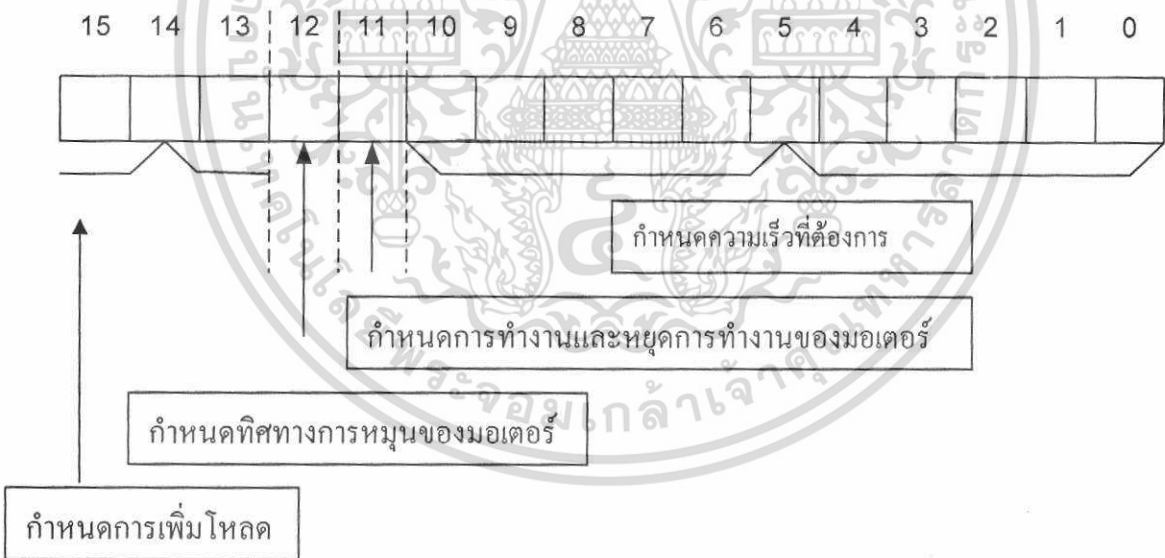 15 14 13 12 11 10 9 8 7 6 5 4 3 2 1 0
กำหนดความเร็วที่ต้องการ
กำหนดการทำงานและหยุดการทำงานของมอเตอร์
กำหนดทิศทางการหมุนของมอเตอร์
กำหนดการเพิ่มโหลด